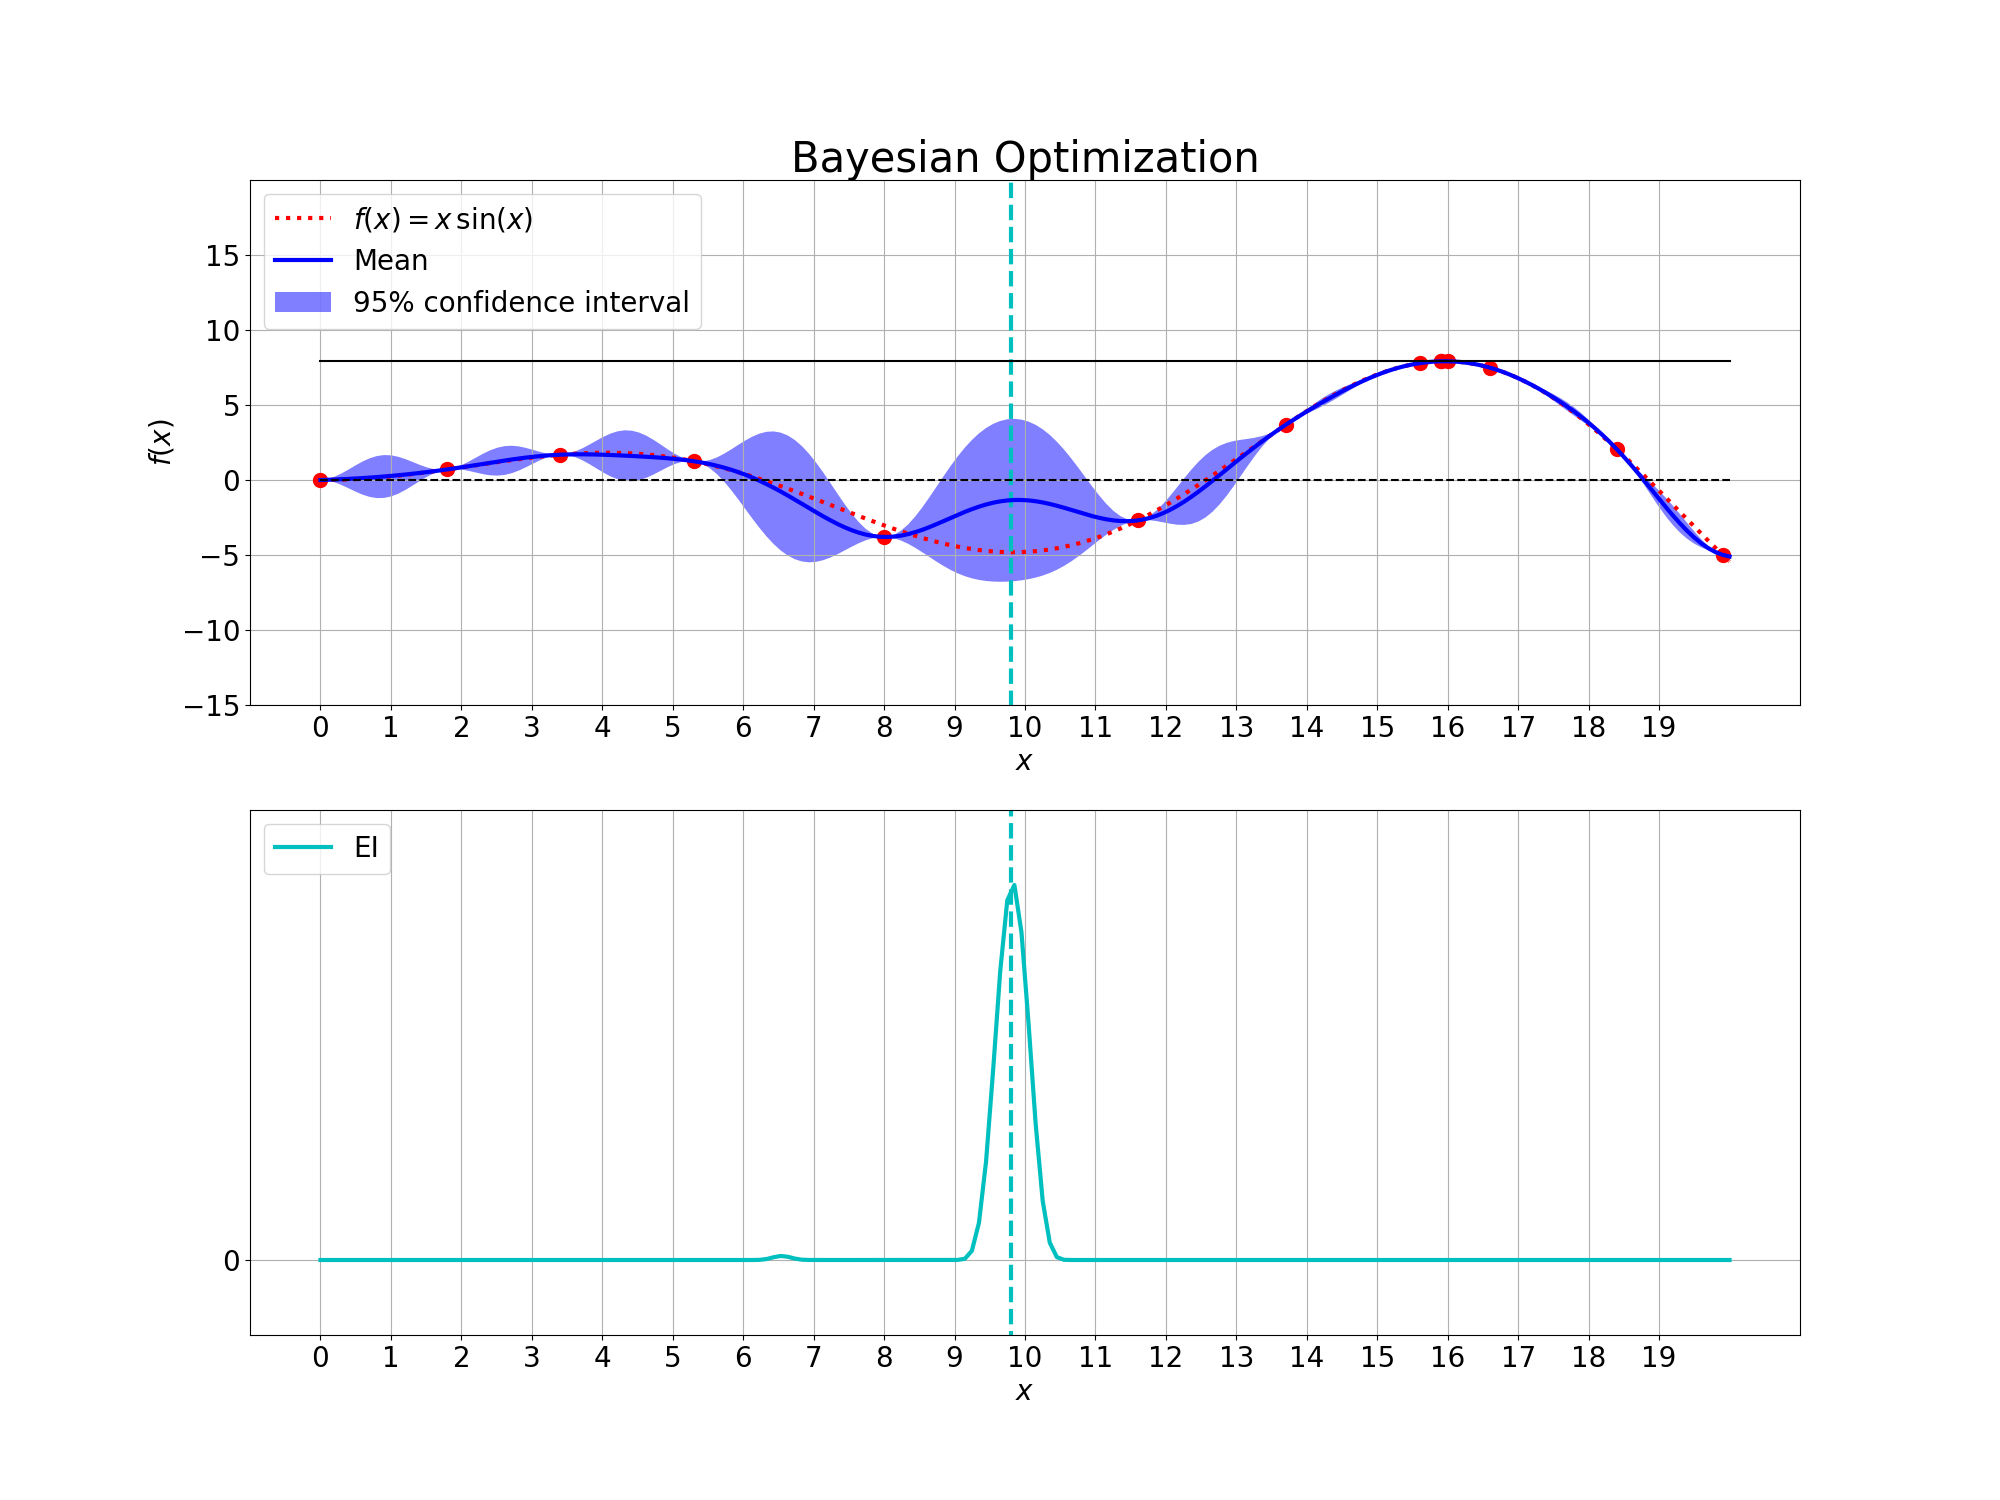 Bayesian Optimization
f(x) = x sin(x)
Mean
95% confidence interval
f(x)
15
10
5
0
−5
−10
−15
0 1 2 3 4 5 6 7 8 9 10 11 12 13 14 15 16 17 18 19
x
EI
0
0 1 2 3 4 5 6 7 8 9 10 11 12 13 14 15 16 17 18 19
x